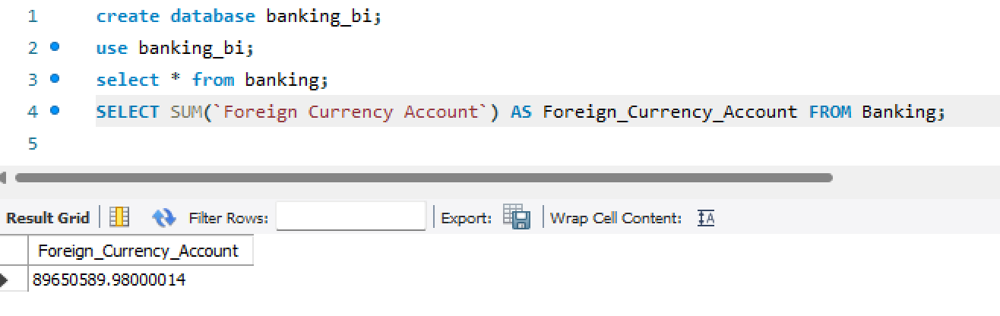 1 create database banking_bi;
2 use banking_bi;
3 select * from banking;
4 SELECT SUM(`Foreign Currency Account`) AS Foreign_Currency_Account FROM Banking;
5
Result Grid Filter Rows: Export: Wrap Cell Content: IA
Foreign_Currency_Account
89650589.98000014